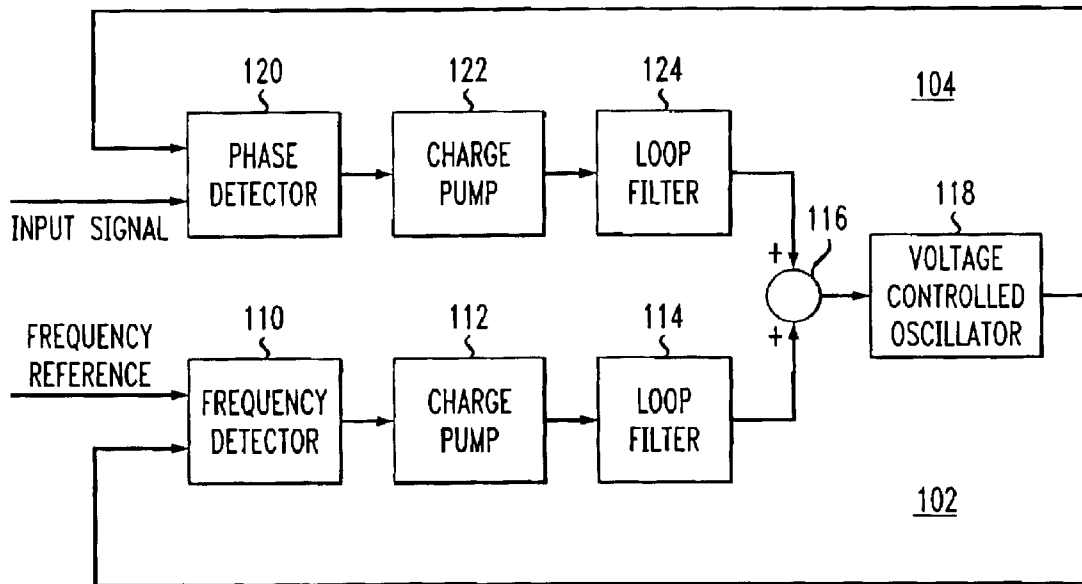 120
122
124
104
PHASE
DETECTOR
CHARGE
PUMP
LOOP
FILTER
INPUT SIGNAL
116
118
+
VOLTAGE
CONTROLLED
OSCILLATOR
+
FREQUENCY
REFERENCE
110
112
114
FREQUENCY
DETECTOR
CHARGE
PUMP
LOOP
FILTER
102